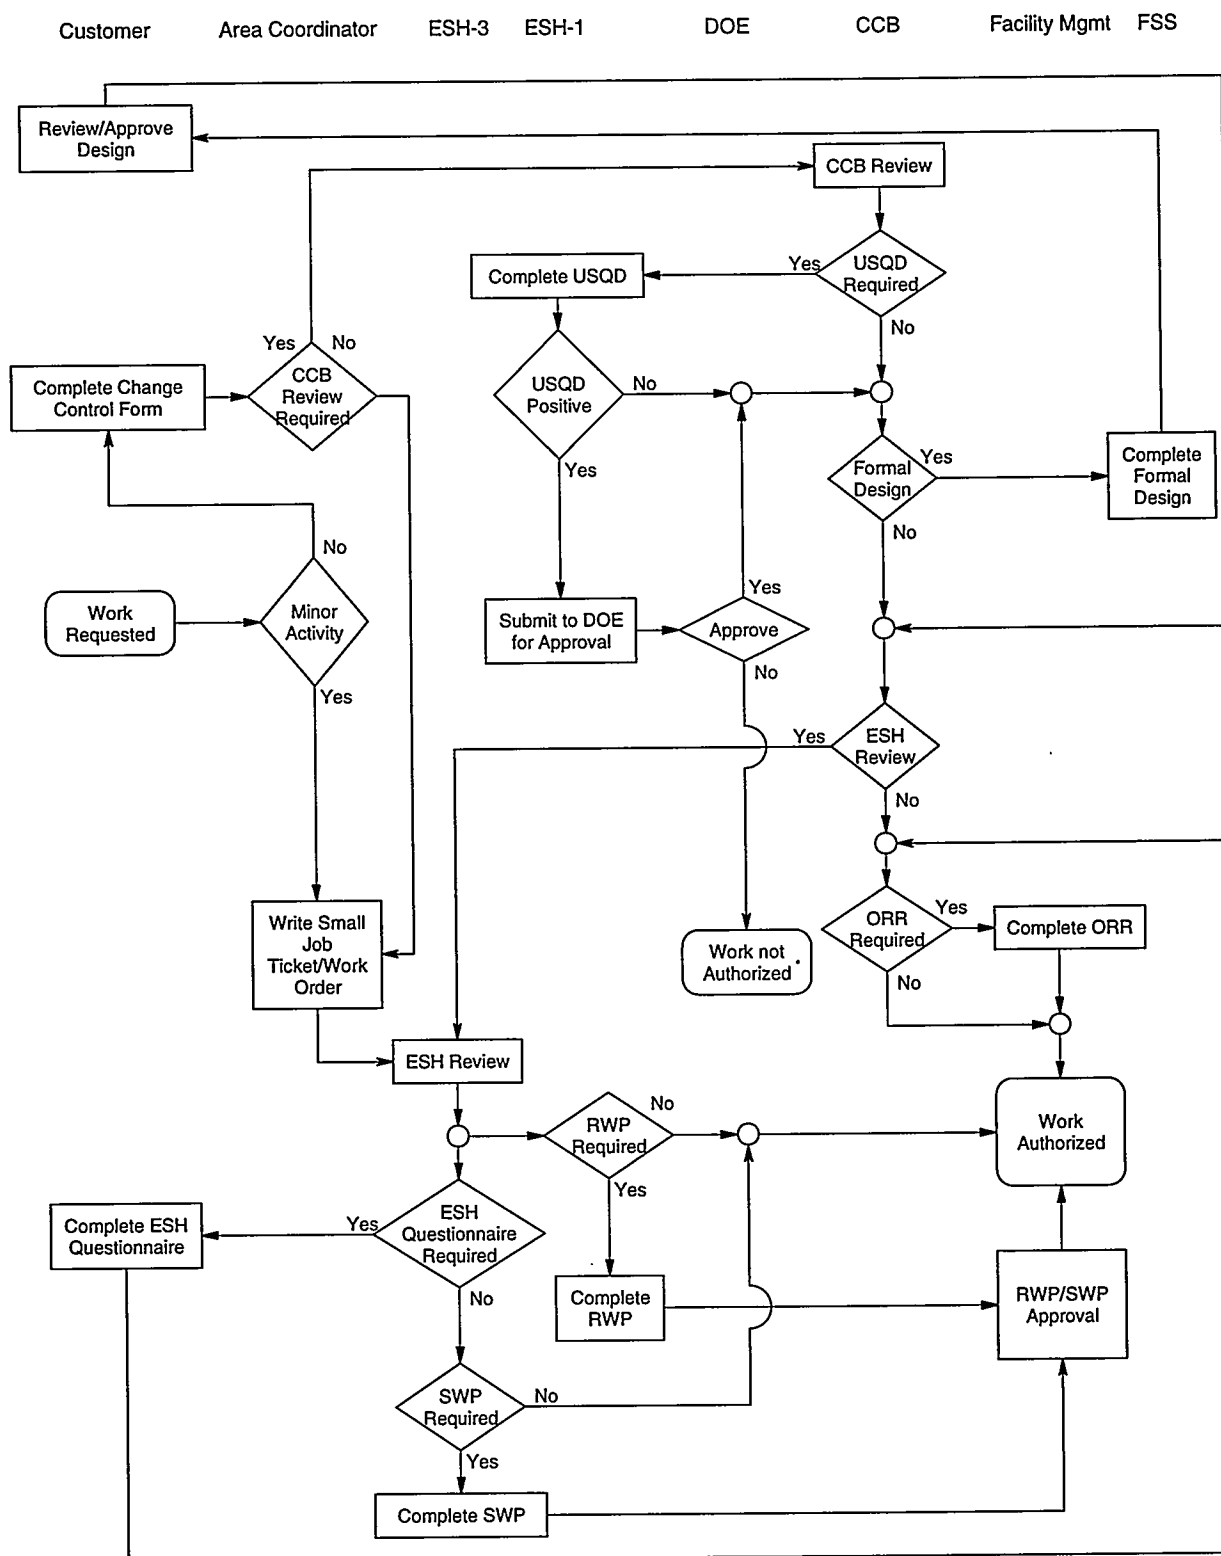 Customer
Area Coordinator
ESH-3
ESH-1
DOE
CCB
Facility Mgmt
FSS
Review/Approve
Design
CCB Review
Complete USQD
Yes
USQD
Required
No
Yes
No
Complete Change
Control Form
CCB
Review
Required
USQD
Positive
No
Yes
Formal
Design
Yes
No
Complete
Formal
Design
No
Work
Requested
Minor
Activity
Yes
Submit to DOE
for Approval
Yes
Approve
No
Yes
ESH
Review
No
Write Small
Job
Ticket/Work
Order
Work not
Authorized
ORR
Required
Yes
No
Complete ORR
ESH Review
RWP
Required
No
Yes
Work
Authorized
Complete ESH
Questionnaire
Yes
ESH
Questionnaire
Required
No
Complete
RWP
RWP/SWP
Approval
SWP
Required
No
Yes
Complete SWP